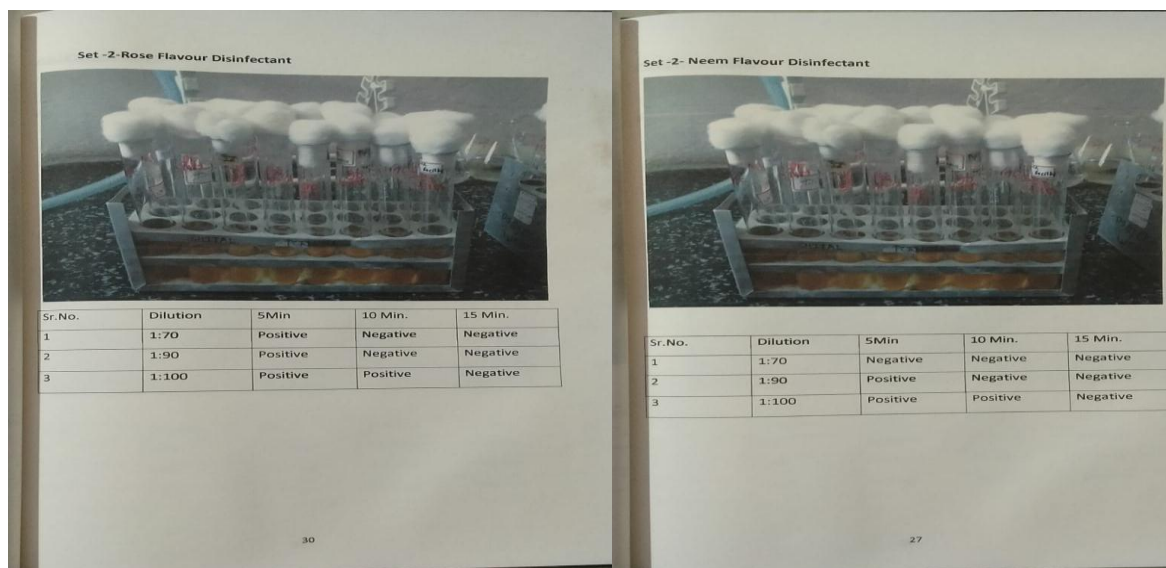 Set -2-Rose Flavour Disinfectant
Sr.No. Dilution 5Min 10 Min. 15 Min.
1 1:70 Positive Negative Negative
2 1:90 Positive Negative Negative
3 1:100 Positive Positive Negative
30
Set -2- Neem Flavour Disinfectant
Sr.No. Dilution 5Min 10 Min. 15 Min.
1 1:70 Negative Negative Negative
2 1:90 Positive Negative Negative
3 1:100 Positive Positive Negative
27